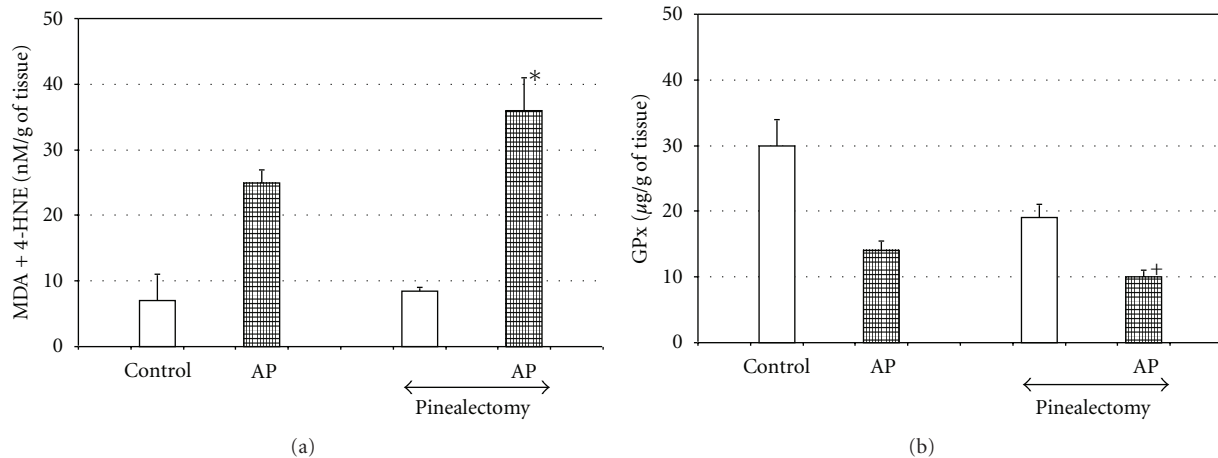 MDA + 4-HNE (nM/g of tissue)
50
40
30
20
10
0
*
Control
AP
AP
Pinealectomy
(a)
GPx (µg/g of tissue)
50
40
30
20
10
0
+
Control
AP
AP
Pinealectomy
(b)